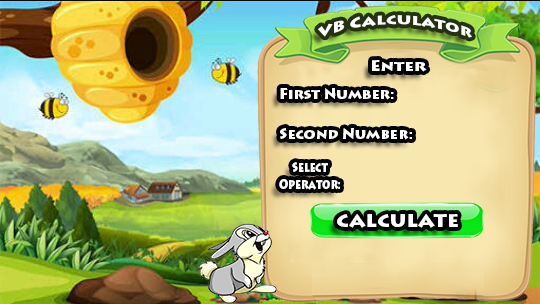 VB Calculator
Enter
First Number:
Second Number:
Select
Operator:
CALCULATE